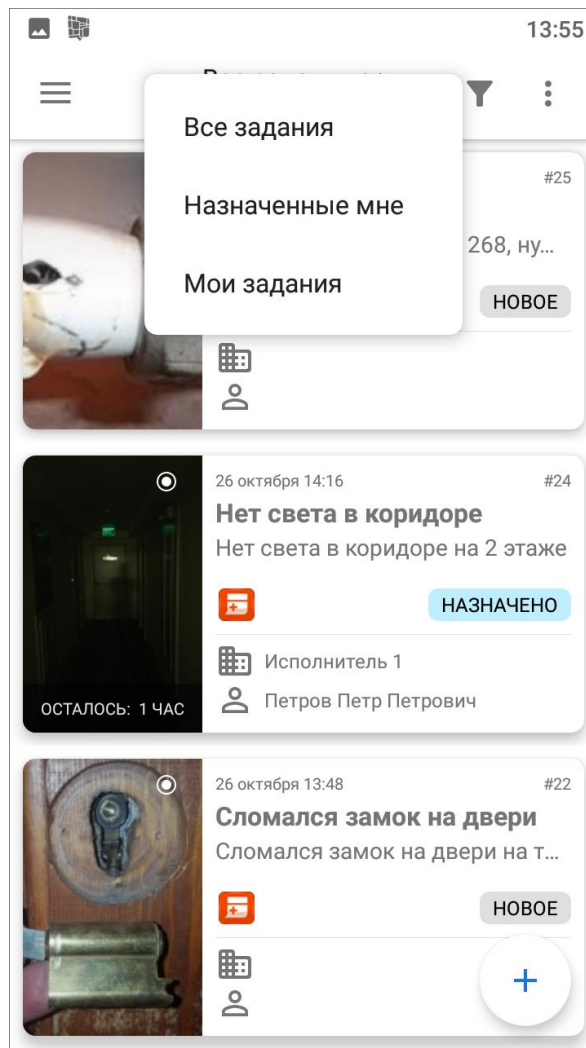 13:55
Все задания
Назначенные мне
Мои задания
#25
268, ну...
НОВОЕ
26 октября 14:16
#24
Нет света в коридоре
Нет света в коридоре на 2 этаже
НАЗНАЧЕНО
Исполнитель 1
Петров Петр Петрович
ОСТАЛОСЬ: 1 ЧАС
26 октября 13:48
#22
Сломался замок на двери
Сломался замок на двери на т...
НОВОЕ